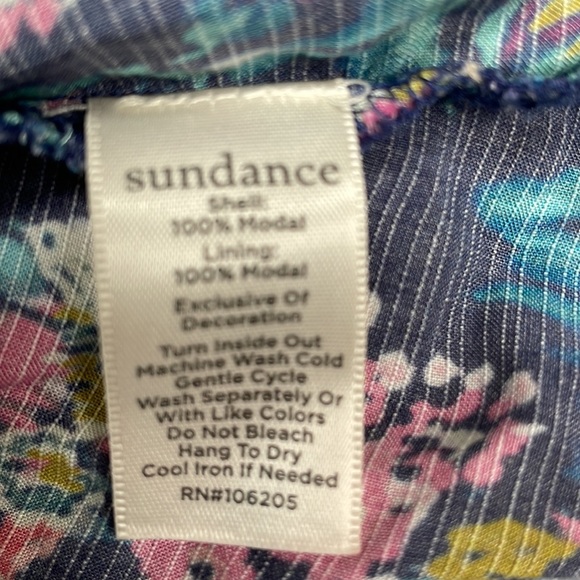 sundance
Shell:
100% Modal
Lining:
100% Modal
Exclusive Of
Decoration
Turn Inside Out
Machine Wash Cold
Gentle Cycle
Wash Separately Or
With Like Colors
Do Not Bleach
Hang To Dry
Cool Iron If Needed
RN#106205